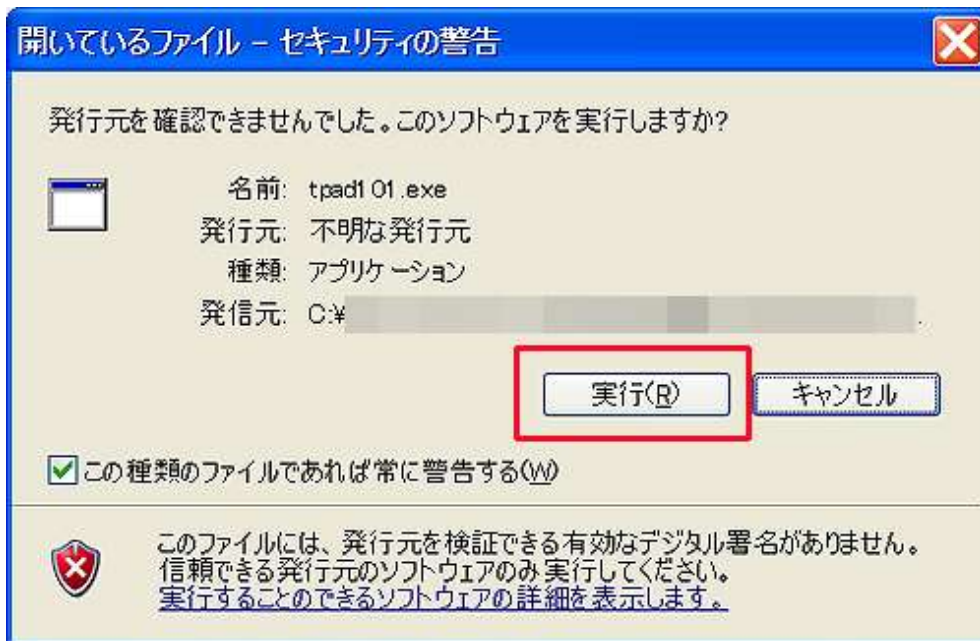 開いているファイル - セキュリティの警告
発行元を確認できませんでした。このソフトウェアを実行しますか?
名前: tpad101.exe
発行元: 不明な発行元
種類: アプリケーション
発信元: C:¥
実行(R) キャンセル
この種類のファイルであれば常に警告する(W)
このファイルには、発行元を検証できる有効なデジタル署名がありません。
信頼できる発行元のソフトウェアのみ実行してください。
実行することのできるソフトウェアの詳細を表示します。